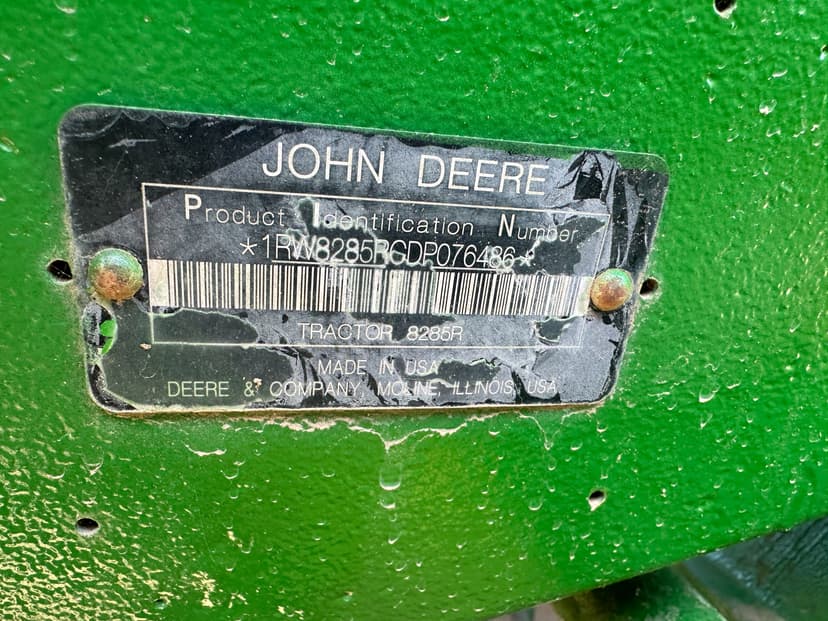 JOHN DEERE
Product Identification Number
*1RW8285RCDP076486*
TRACTOR 8285R
MADE IN USA
DEERE & COMPANY, MOLINE, ILLINOIS, USA